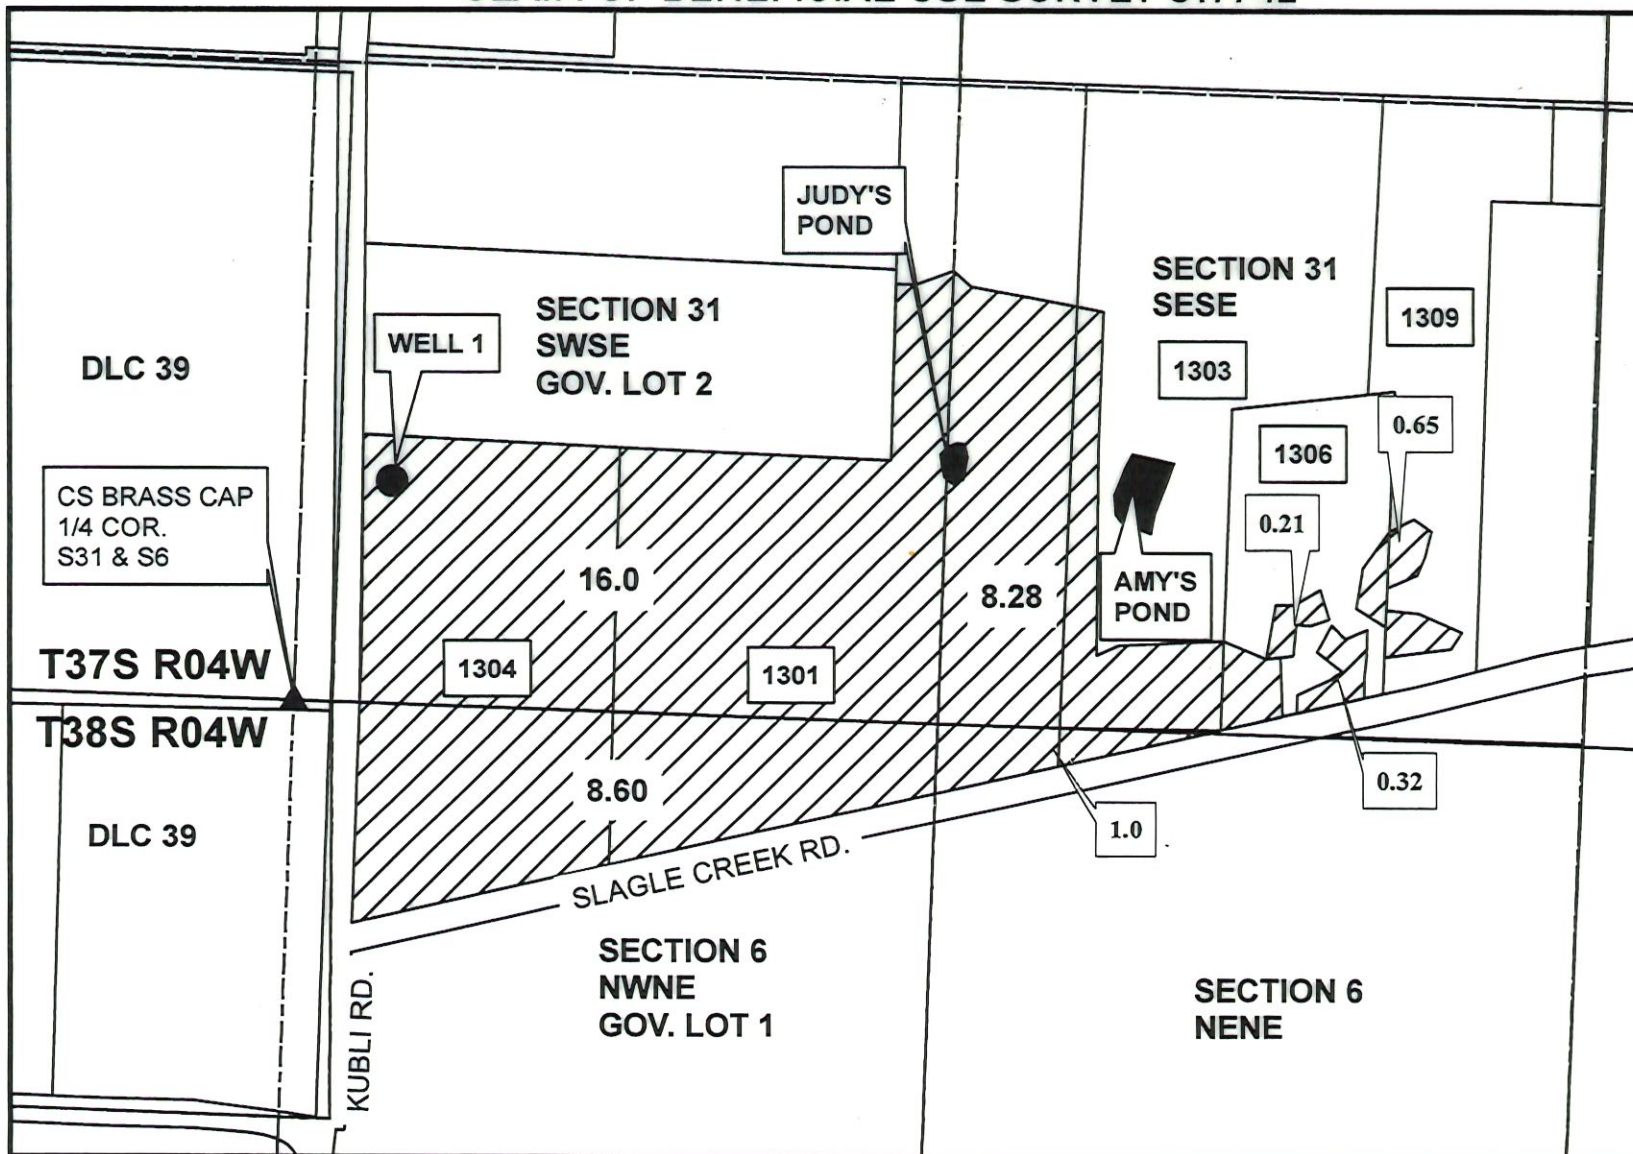 JUDY'S
POND
SECTION 31
SESE
SECTION 31
SWSE
GOV. LOT 2
WELL 1
1309
DLC 39
1303
0.65
1306
CS BRASS CAP
1/4 COR.
S31 & S6
0.21
16.0
8.28
AMY'S
POND
T37S R04W
1304
1301
T38S R04W
8.60
0.32
DLC 39
1.0
SLAGLE CREEK RD.
SECTION 6
NWNE
GOV. LOT 1
SECTION 6
NENE
KUBLI RD.